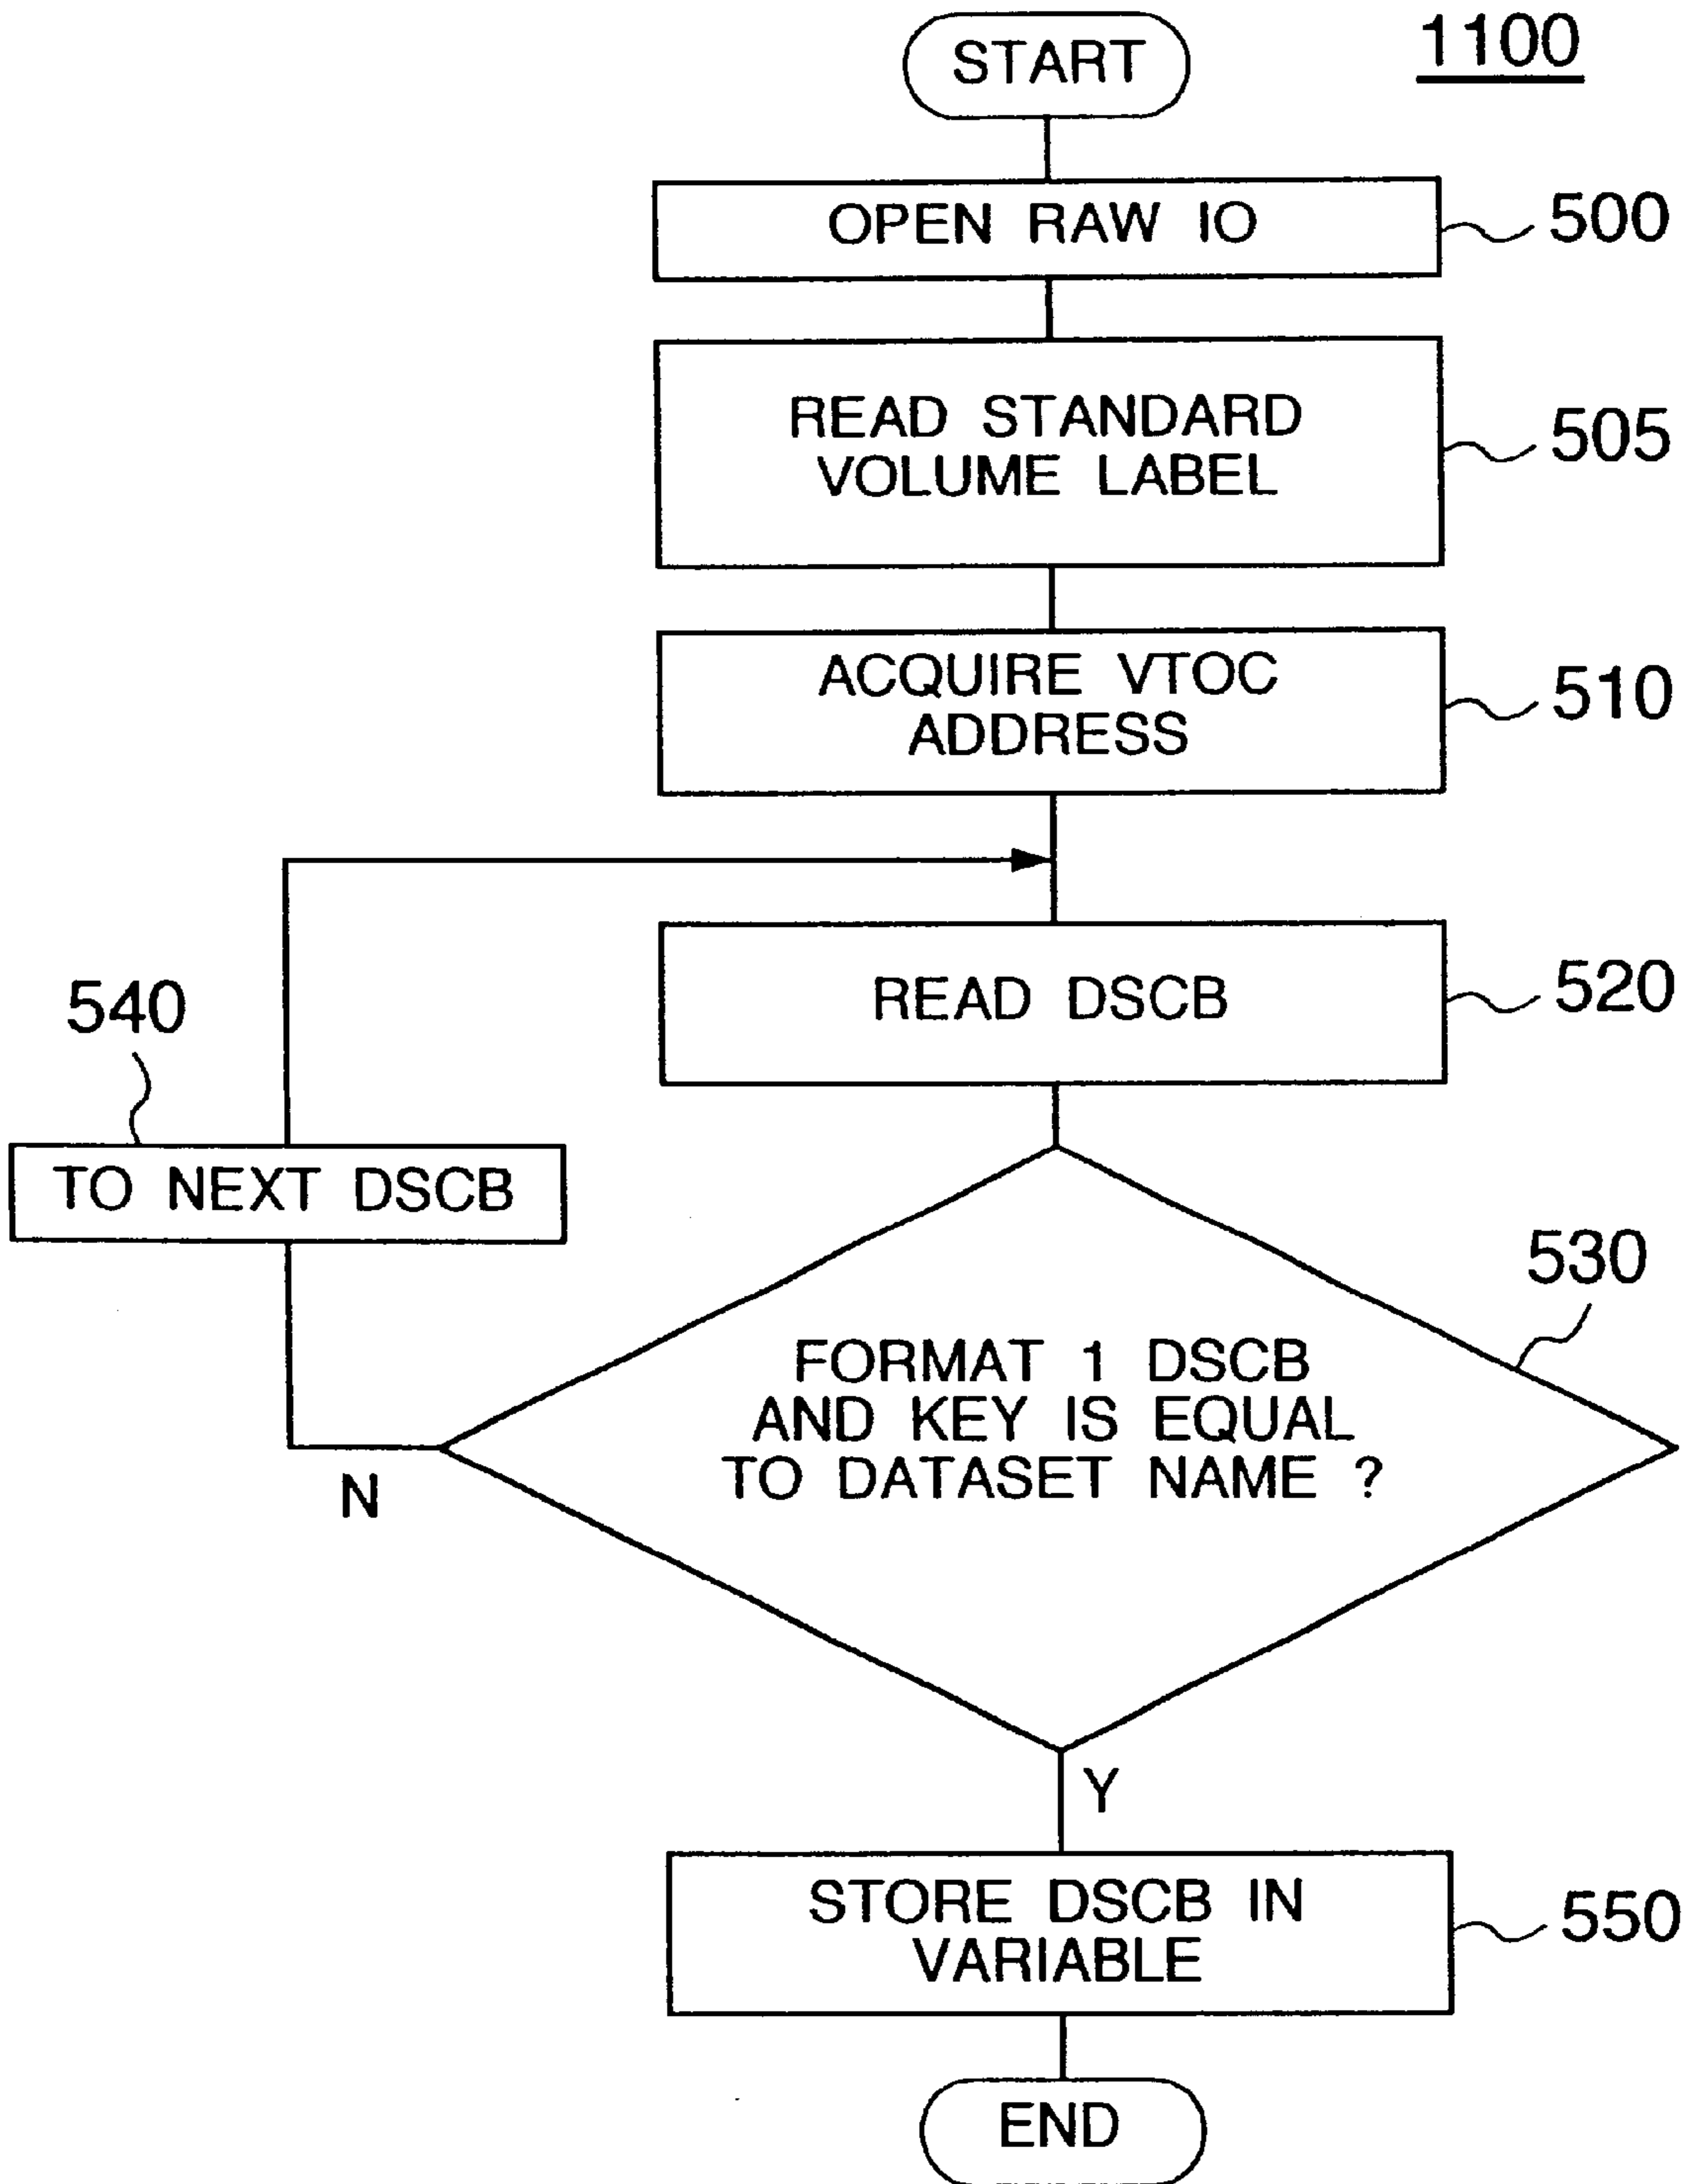 START
1100
OPEN RAW IO
500
READ STANDARD
VOLUME LABEL
505
ACQUIRE VTOC
ADDRESS
510
READ DSCB
520
540
TO NEXT DSCB
530
FORMAT 1 DSCB
AND KEY IS EQUAL
TO DATASET NAME ?
N
Y
STORE DSCB IN
VARIABLE
550
END